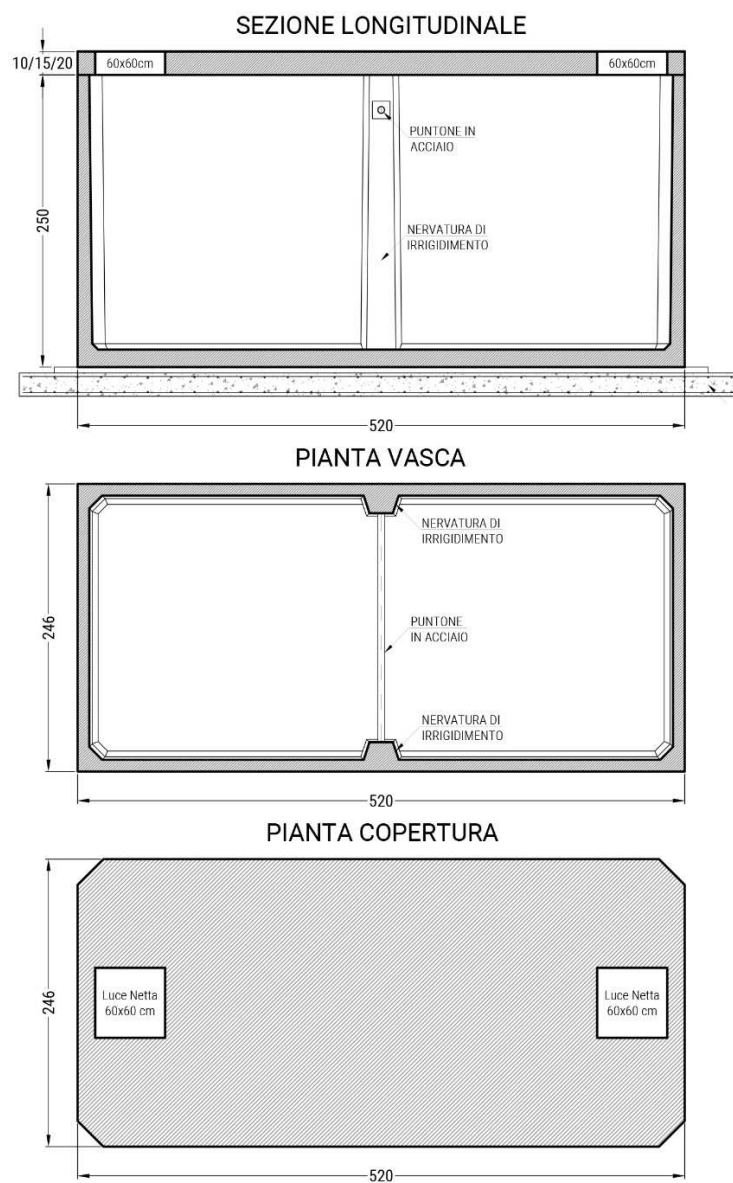 SEZIONE LONGITUDINALE
10/15/20
60x60cm
60x60cm
PUNTONE IN
ACCIAIO
250
NERVATURA DI
IRRIGIDIMENTO
520
PIANTA VASCA
NERVATURA DI
IRRIGIDIMENTO
246
PUNTONE
IN ACCIAIO
NERVATURA DI
IRRIGIDIMENTO
520
PIANTA COPERTURA
246
Luce Netta
60x60 cm
Luce Netta
60x60 cm
520